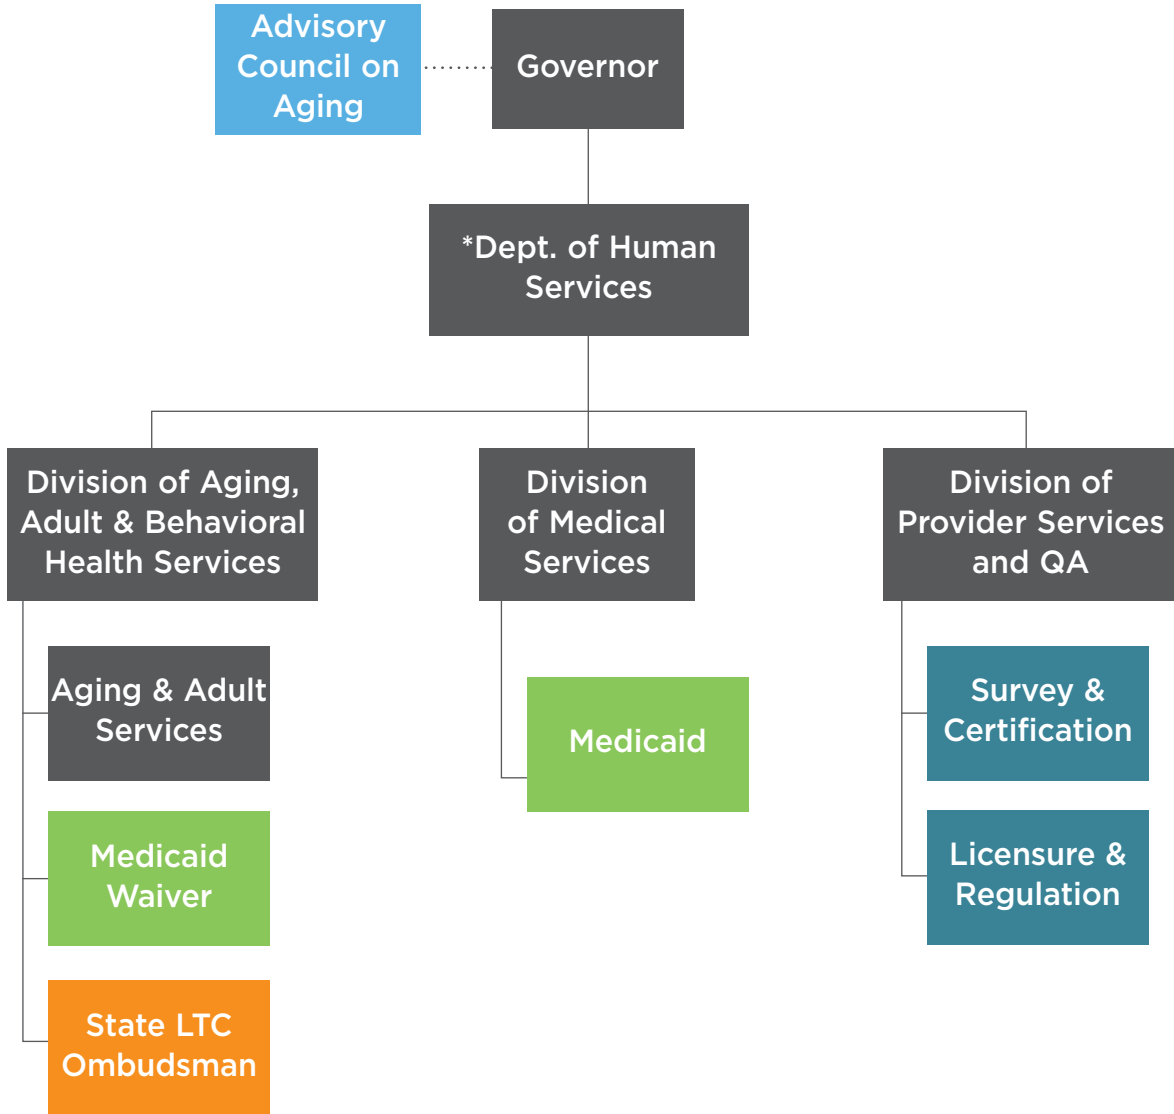 Advisory
Council on
Aging
Governor
*Dept. of Human
Services
Division of Aging,
Adult & Behavioral
Health Services
Division
of Medical
Services
Division of
Provider Services
and QA
Aging & Adult
Services
Medicaid
Waiver
State LTC
Ombudsman
Medicaid
Survey &
Certification
Licensure &
Regulation